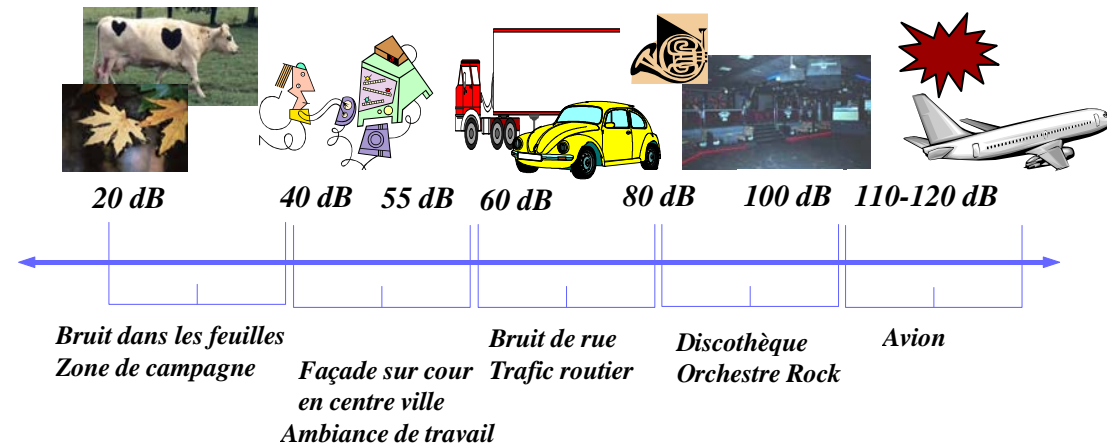 20 dB 40 dB 55 dB 60 dB 80 dB 100 dB 110-120 dB
Bruit dans les feuilles
Zone de campagne
Façade sur cour
en centre ville
Ambiance de travail
Bruit de rue
Trafic routier
Discothèque
Orchestre Rock
Avion